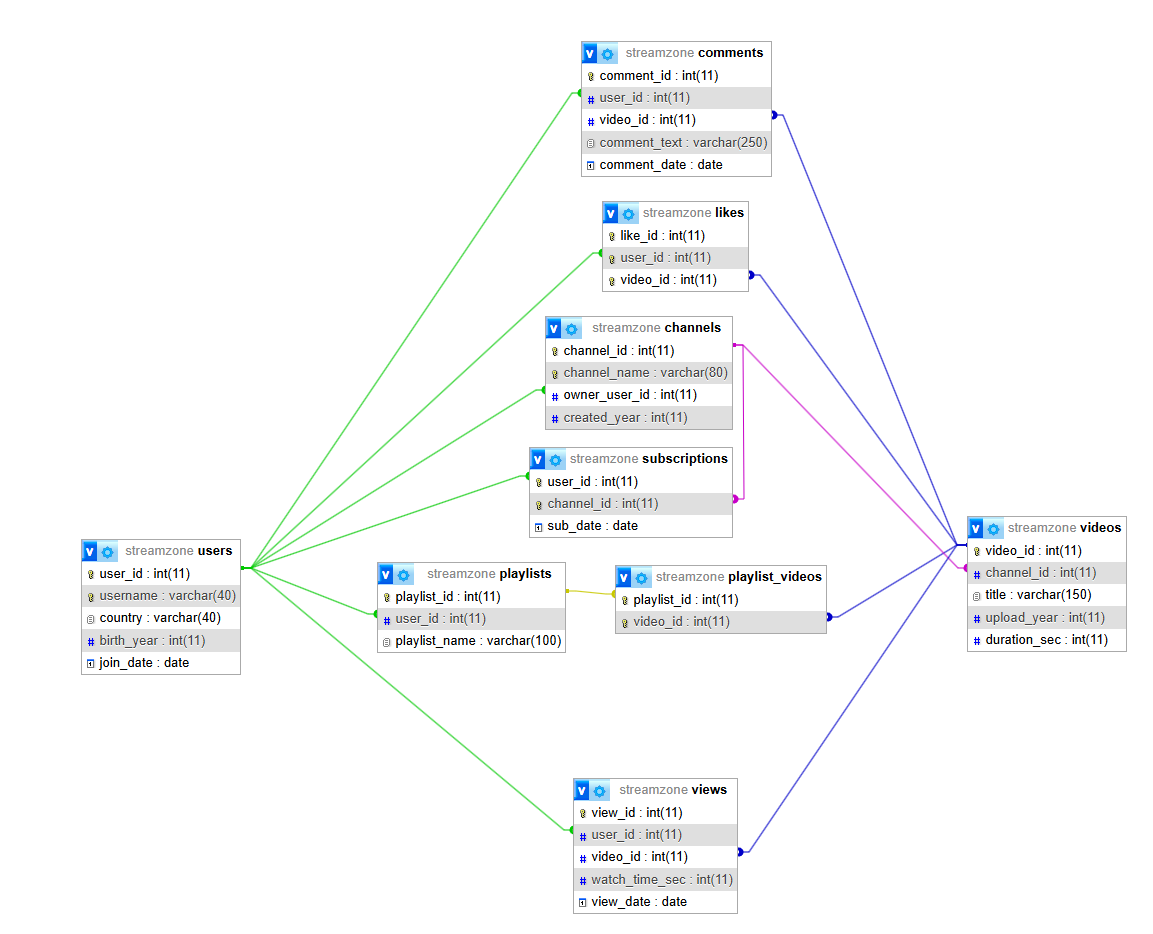 streamzone comments
comment_id : int(11)
user_id : int(11)
video_id : int(11)
comment_text : varchar(250)
comment_date : date
streamzone likes
like_id : int(11)
user_id : int(11)
video_id : int(11)
streamzone channels
channel_id : int(11)
channel_name : varchar(80)
owner_user_id : int(11)
created_year : int(11)
streamzone subscriptions
user_id : int(11)
channel_id : int(11)
sub_date : date
streamzone users
user_id : int(11)
username : varchar(40)
country : varchar(40)
birth_year : int(11)
join_date : date
streamzone playlists
playlist_id : int(11)
user_id : int(11)
playlist_name : varchar(100)
streamzone playlist_videos
playlist_id : int(11)
video_id : int(11)
streamzone videos
video_id : int(11)
channel_id : int(11)
title : varchar(150)
upload_year : int(11)
duration_sec : int(11)
streamzone views
view_id : int(11)
user_id : int(11)
video_id : int(11)
watch_time_sec : int(11)
view_date : date